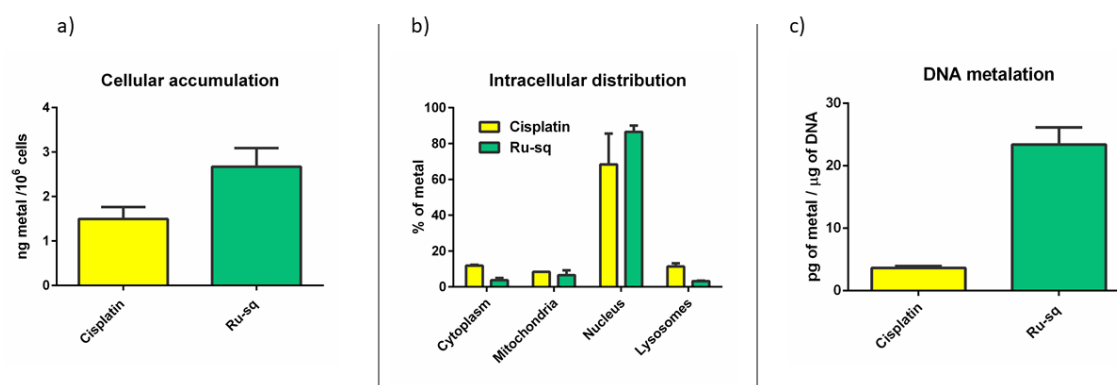 a)
Cellular accumulation
ng metal /10⁶ cells
4
3
2
1
0
Cisplatin
Ru-sq
b)
Intracellular distribution
% of metal
100
80
60
40
20
0
Cisplatin
Ru-sq
Cytoplasm
Mitochondria
Nucleus
Lysosomes
c)
DNA metalation
pg of metal / µg of DNA
30
20
10
0
Cisplatin
Ru-sq